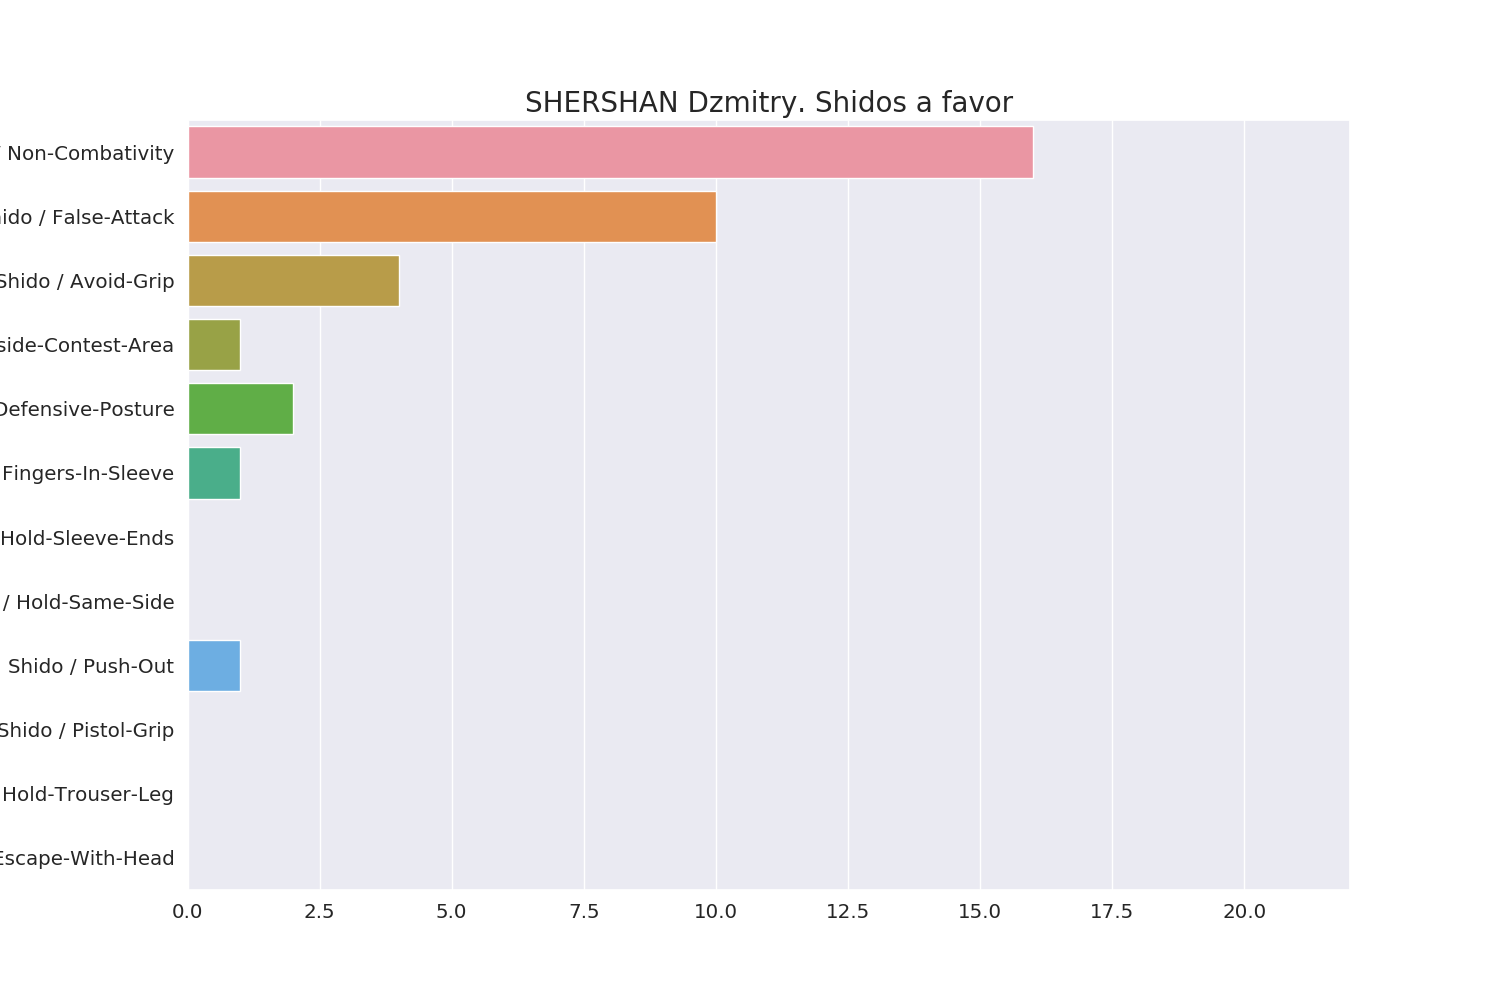 SHERSHAN Dzmitry. Shidos a favor
/ Non-Combativity
ido / False-Attack
Shido / Avoid-Grip
side-Contest-Area
Defensive-Posture
Fingers-In-Sleeve
Hold-Sleeve-Ends
/ Hold-Same-Side
Shido / Push-Out
Shido / Pistol-Grip
Hold-Trouser-Leg
Escape-With-Head
0.0 2.5 5.0 7.5 10.0 12.5 15.0 17.5 20.0